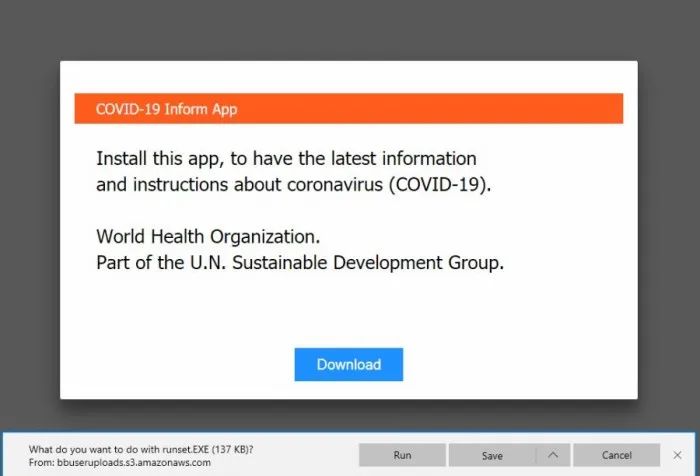 COVID-19 Inform App
Install this app, to have the latest information
and instructions about coronavirus (COVID-19).
World Health Organization.
Part of the U.N. Sustainable Development Group.
Download
What do you want to do with runset.EXE (137 KB)?
From: bbuseruploads.s3.amazonaws.com
Run
Save
Cancel